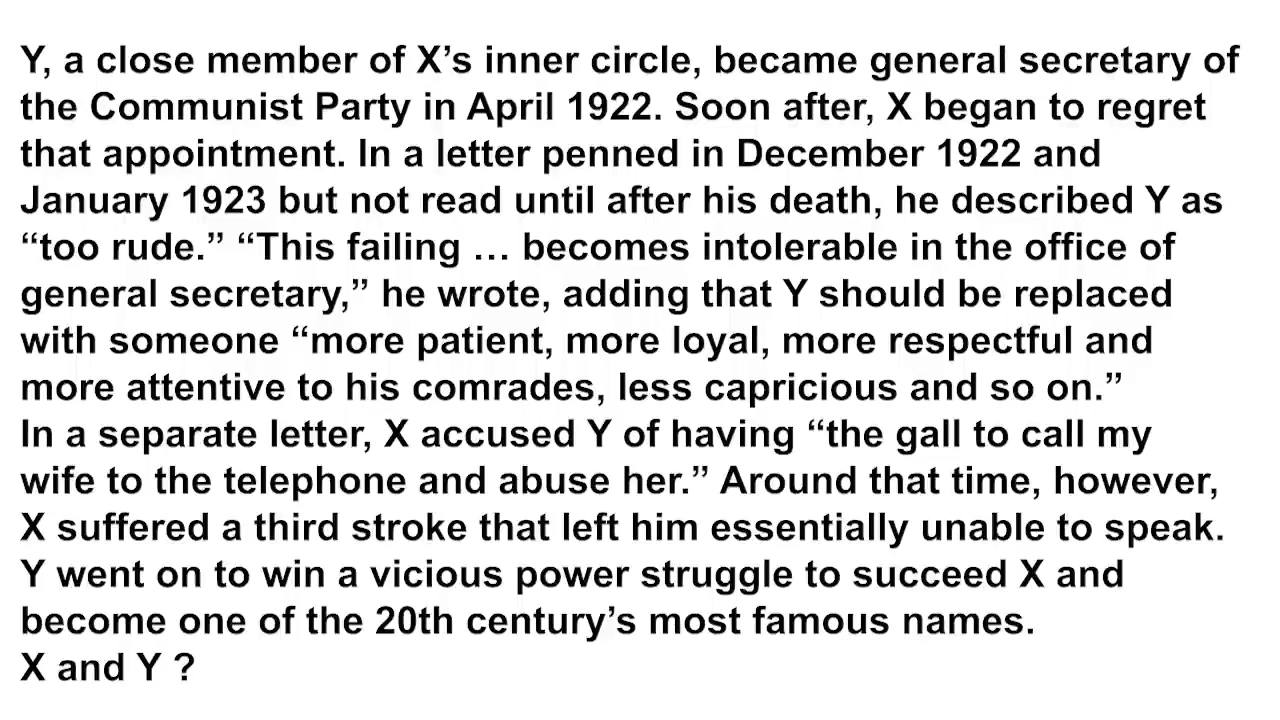 Y, a close member of X’s inner circle, became general secretary of
the Communist Party in April 1922. Soon after, X began to regret
that appointment. In a letter penned in December 1922 and
January 1923 but not read until after his death, he described Y as
“too rude.” “This failing … becomes intolerable in the office of
general secretary,” he wrote, adding that Y should be replaced
with someone “more patient, more loyal, more respectful and
more attentive to his comrades, less capricious and so on.”
In a separate letter, X accused Y of having “the gall to call my
wife to the telephone and abuse her.” Around that time, however,
X suffered a third stroke that left him essentially unable to speak.
Y went on to win a vicious power struggle to succeed X and
become one of the 20th century’s most famous names.
X and Y ?